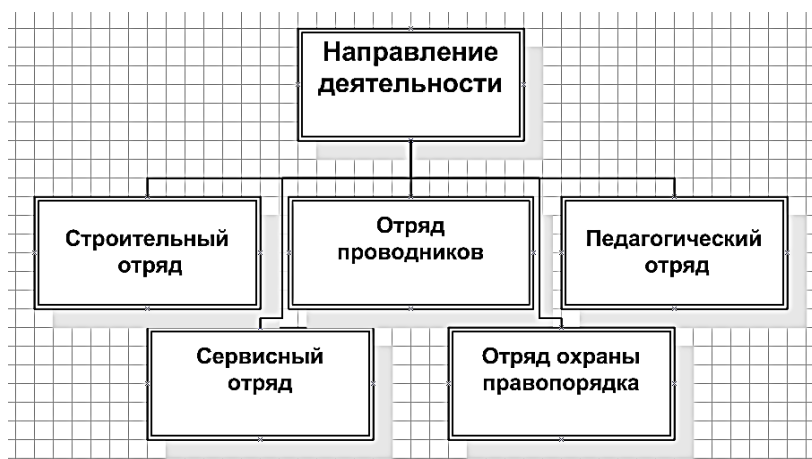 Направление
деятельности
Строительный
отряд
Отряд
проводников
Педагогический
отряд
Сервисный
отряд
Отряд охраны
правопорядка